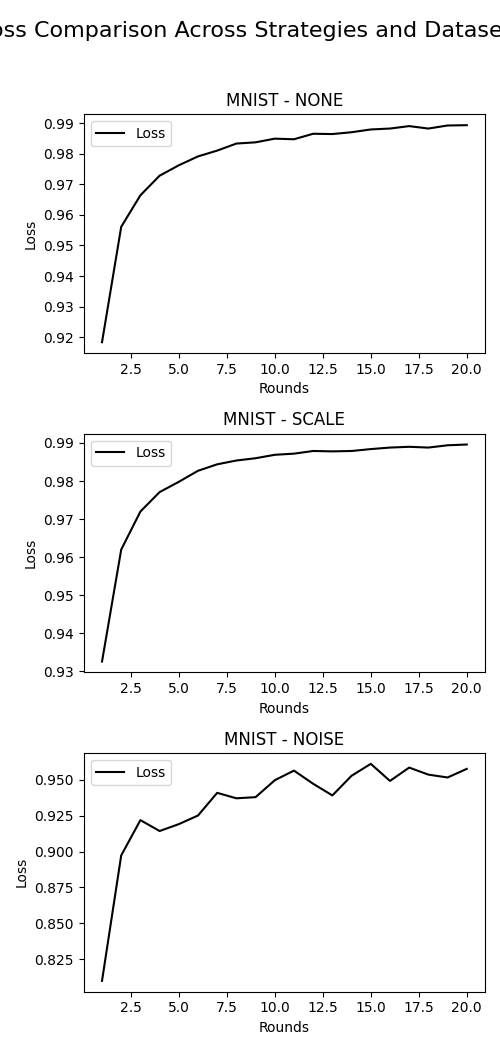 oss Comparison Across Strategies and Datase
MNIST - NONE
0.99
0.98
0.97
0.96
0.95
0.94
0.93
0.92
Loss
Loss
2.5 5.0 7.5 10.0 12.5 15.0 17.5 20.0
Rounds
MNIST - SCALE
0.99
0.98
0.97
0.96
0.95
0.94
0.93
Loss
Loss
2.5 5.0 7.5 10.0 12.5 15.0 17.5 20.0
Rounds
MNIST - NOISE
0.950
0.925
0.900
0.875
0.850
0.825
Loss
Loss
2.5 5.0 7.5 10.0 12.5 15.0 17.5 20.0
Rounds